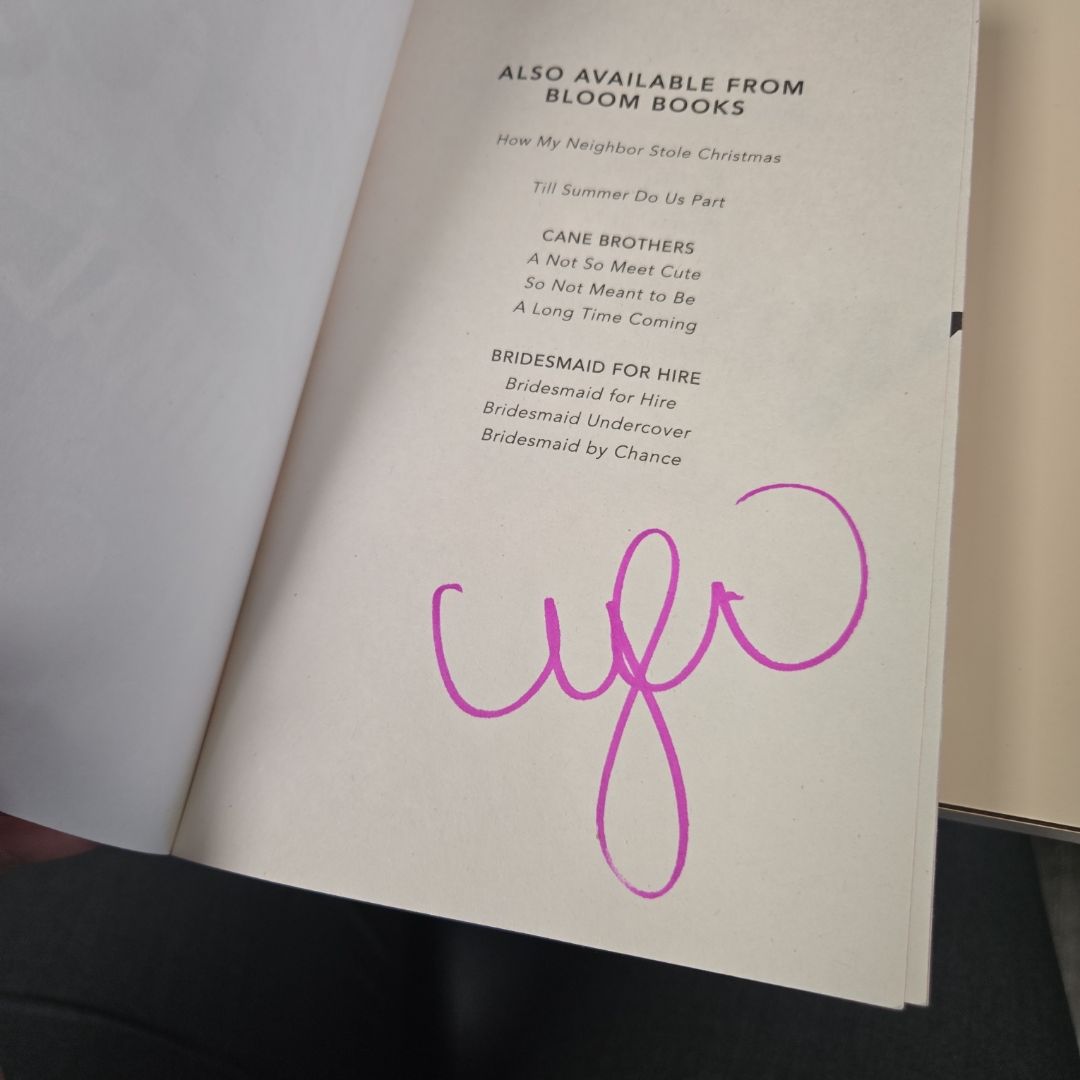 ALSO AVAILABLE FROM
BLOOM BOOKS
How My Neighbor Stole Christmas
Till Summer Do Us Part
CANE BROTHERS
A Not So Meet Cute
So Not Meant to Be
A Long Time Coming
BRIDESMAID FOR HIRE
Bridesmaid for Hire
Bridesmaid Undercover
Bridesmaid by Chance